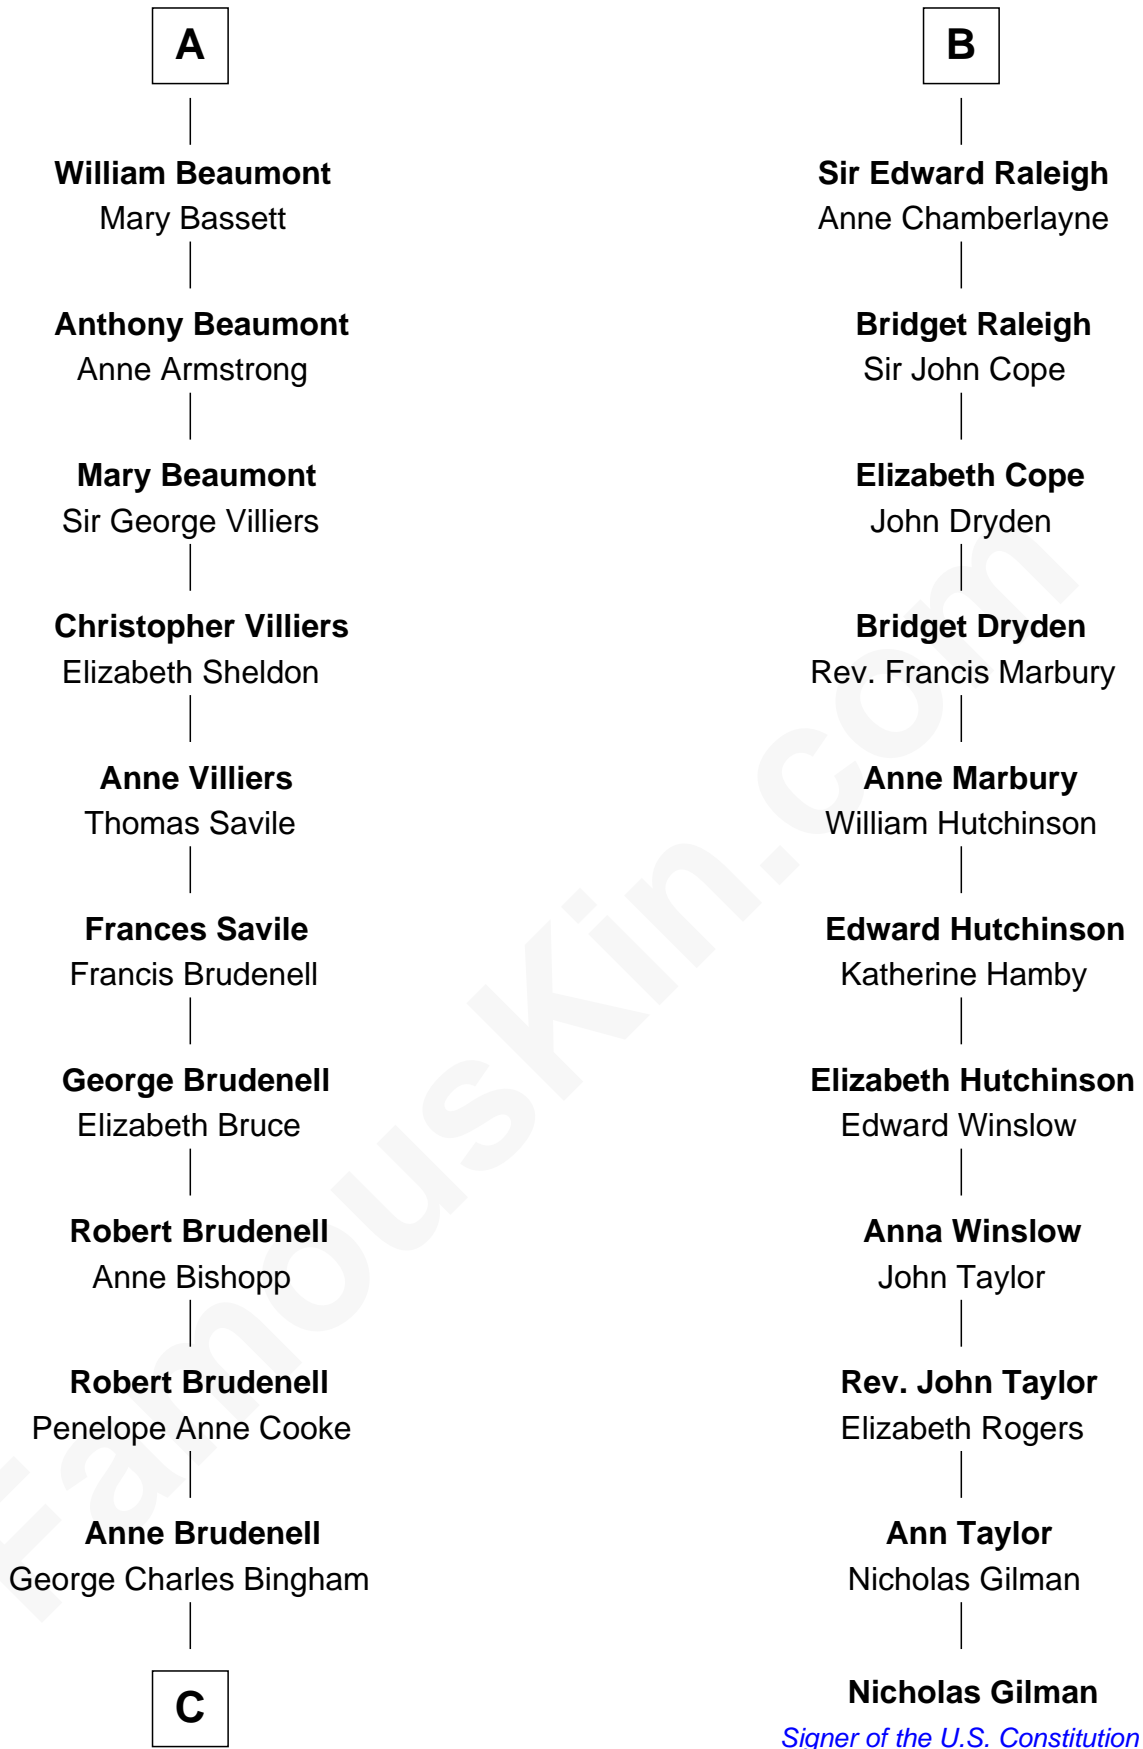 A
William Beaumont
Mary Bassett
Anthony Beaumont
Anne Armstrong
Mary Beaumont
Sir George Villiers
Christopher Villiers
Elizabeth Sheldon
Anne Villiers
Thomas Savile
Frances Savile
Francis Brudenell
George Brudenell
Elizabeth Bruce
Robert Brudenell
Anne Bishopp
Robert Brudenell
Penelope Anne Cooke
Anne Brudenell
George Charles Bingham
C
B
Sir Edward Raleigh
Anne Chamberlayne
Bridget Raleigh
Sir John Cope
Elizabeth Cope
John Dryden
Bridget Dryden
Rev. Francis Marbury
Anne Marbury
William Hutchinson
Edward Hutchinson
Katherine Hamby
Elizabeth Hutchinson
Edward Winslow
Anna Winslow
John Taylor
Rev. John Taylor
Elizabeth Rogers
Ann Taylor
Nicholas Gilman
Nicholas Gilman
Signer of the U.S. Constitution
FamousKin.com